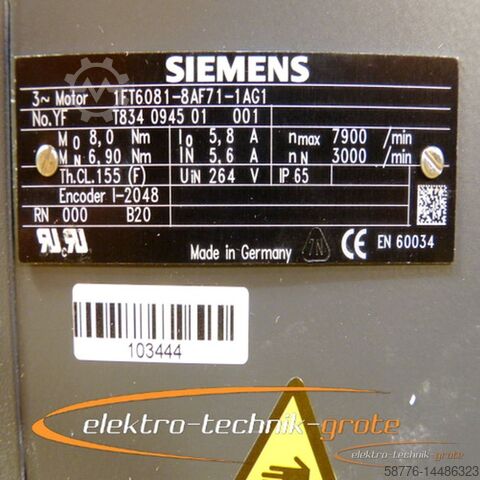 SIEMENS
3~ Motor 1FT6081-8AF71-1AG1
No.YF T834 0945 01 001
M0 8,0 Nm I0 5,8 A nmax 7900 /min
MN 6,90 Nm IN 5,6 A nN 3000 /min
Th.CL.155 (F) UiN 264 V IP 65
Encoder I-2048
RN 000 B20
Made in Germany CE EN 60034
103444
elektro-technik-grote
elektro-technik-grote
58776-14486323